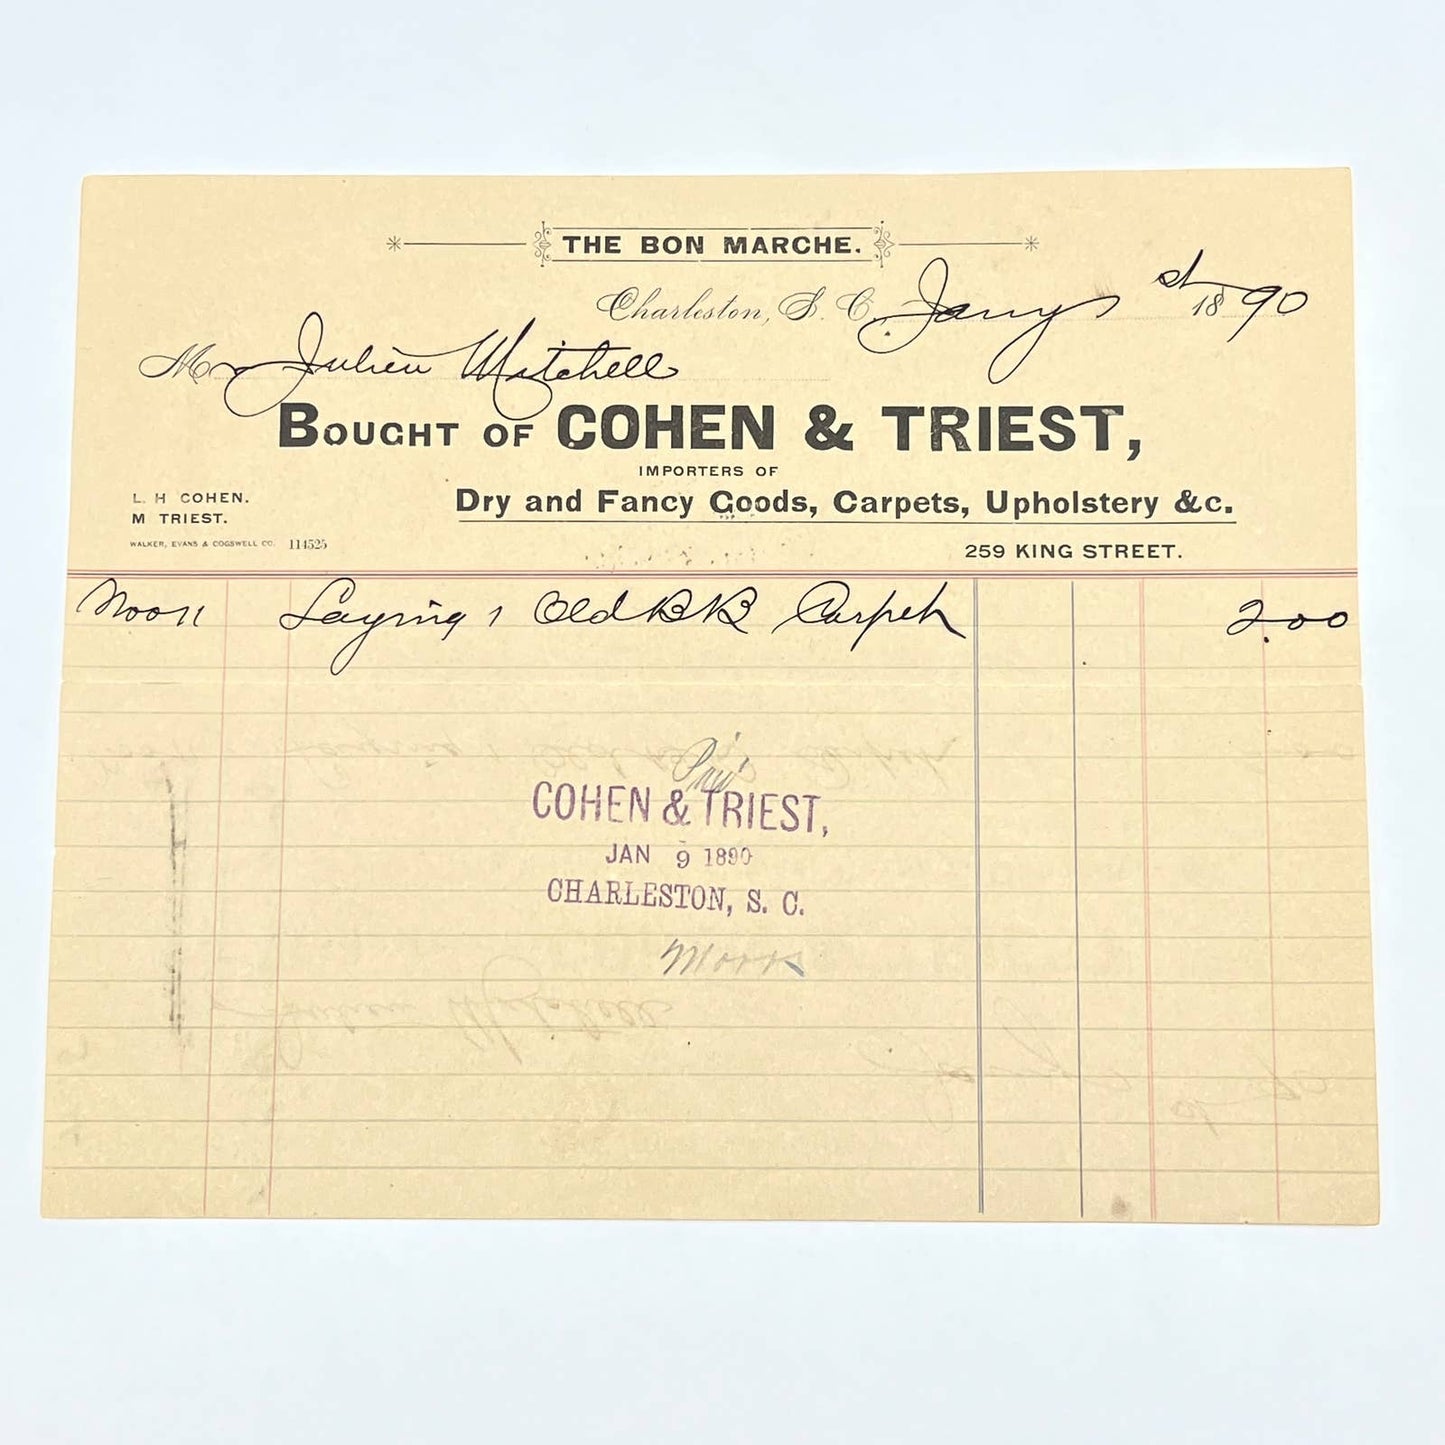 THE BON MARCHE.
Charleston, S. C. Jany 1st 1890
Mr Julien Mitchell
BOUGHT OF COHEN & TRIEST,
IMPORTERS OF
L. H COHEN.
M TRIEST.
Dry and Fancy Goods, Carpets, Upholstery &c.
WALKER, EVANS & COGSWELL CO. 114525
259 KING STREET.
11 Laying 1 Old BB Carpet 2.00
COHEN & TRIEST,
JAN 9 1890
CHARLESTON, S. C.